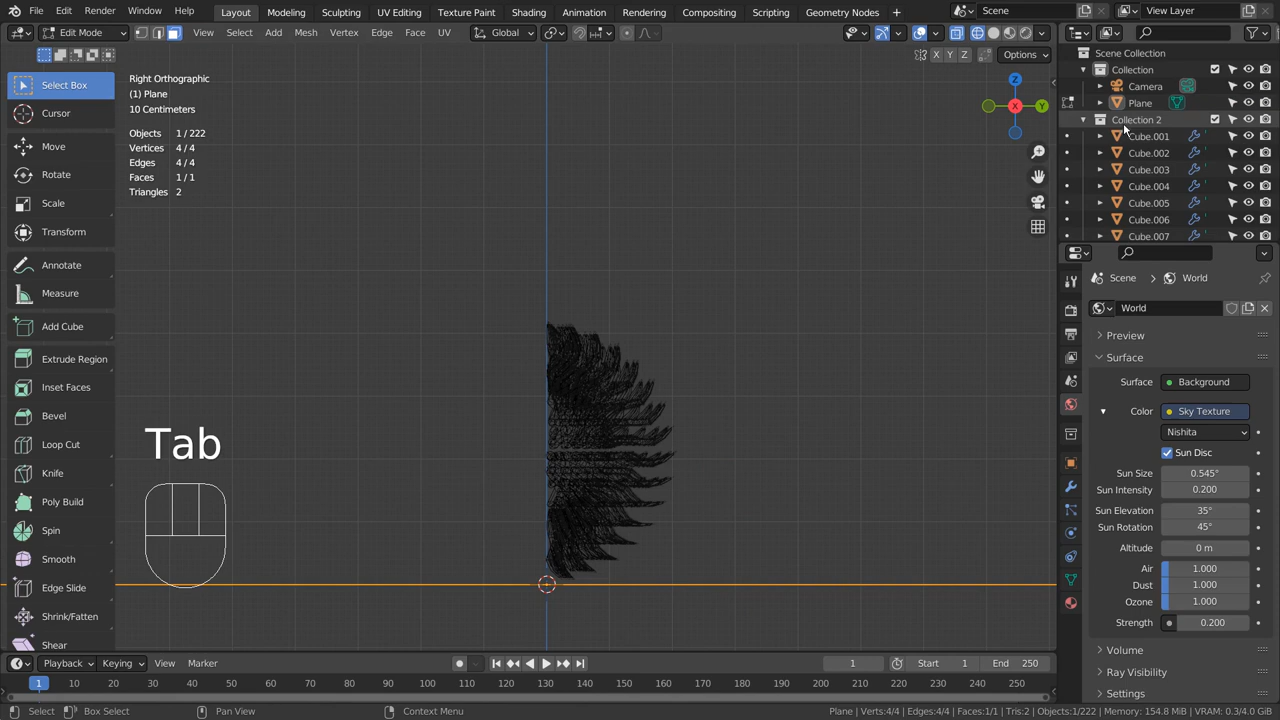 File Edit Render Window Help Layout Modeling Sculpting UV Editing Texture Paint Shading Animation Rendering Compositing Scripting Geometry Nodes + Scene View Layer
Edit Mode View Select Add Mesh Vertex Edge Face UV Global
X Y Z Options
Select Box
Cursor
Move
Rotate
Scale
Transform
Annotate
Measure
Add Cube
Extrude Region
Inset Faces
Bevel
Loop Cut
Knife
Poly Build
Spin
Smooth
Edge Slide
Shrink/Fatten
Shear
Right Orthographic
(1) Plane
10 Centimeters
Objects 1 / 222
Vertices 4 / 4
Edges 4 / 4
Faces 1 / 1
Triangles 2
Z
X
Y
Tab
Scene Collection
Collection
Camera
Plane
Collection 2
Cube.001
Cube.002
Cube.003
Cube.004
Cube.005
Cube.006
Cube.007
Scene > World
World
Preview
Surface
Surface Background
Color Sky Texture
Nishita
Sun Disc
Sun Size 0.545°
Sun Intensity 0.200
Sun Elevation 35°
Sun Rotation 45°
Altitude 0 m
Air 1.000
Dust 1.000
Ozone 1.000
Strength 0.200
Volume
Ray Visibility
Settings
Playback Keying View Marker 1 Start 1 End 250
1 10 20 30 40 50 60 70 80 90 100 110 120 130 140 150 160 170 180 190 200 210 220 230 240 250
Select Box Select Pan View Context Menu Plane | Verts:4/4 | Edges:4/4 | Faces:1/1 | Tris:2 | Objects:1/222 | Memory: 154.8 MiB | VRAM: 0.3/4.0 GiB